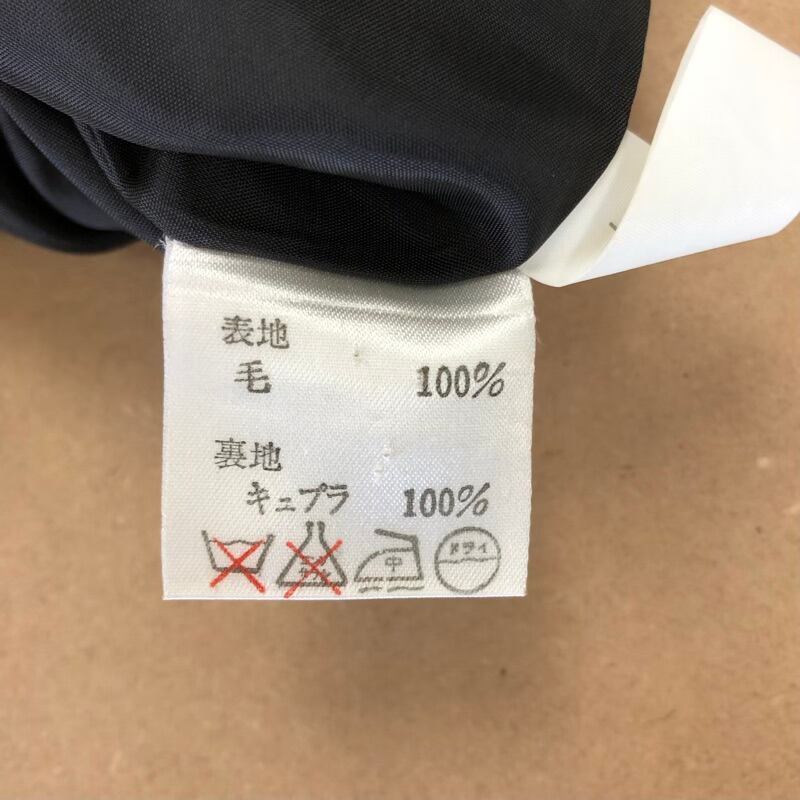 表地
毛 100%
裏地
キュプラ 100%
中 ドライ